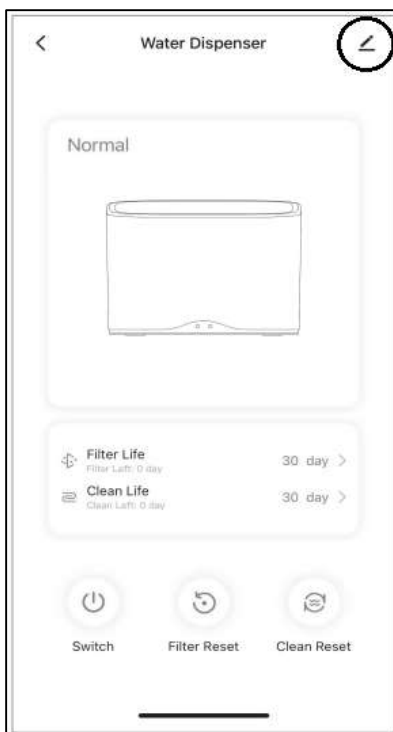 Water Dispenser
Normal
Filter Life
Filter Left: 0 day
30 day
Clean Life
Clean Left: 0 day
30 day
Switch
Filter Reset
Clean Reset